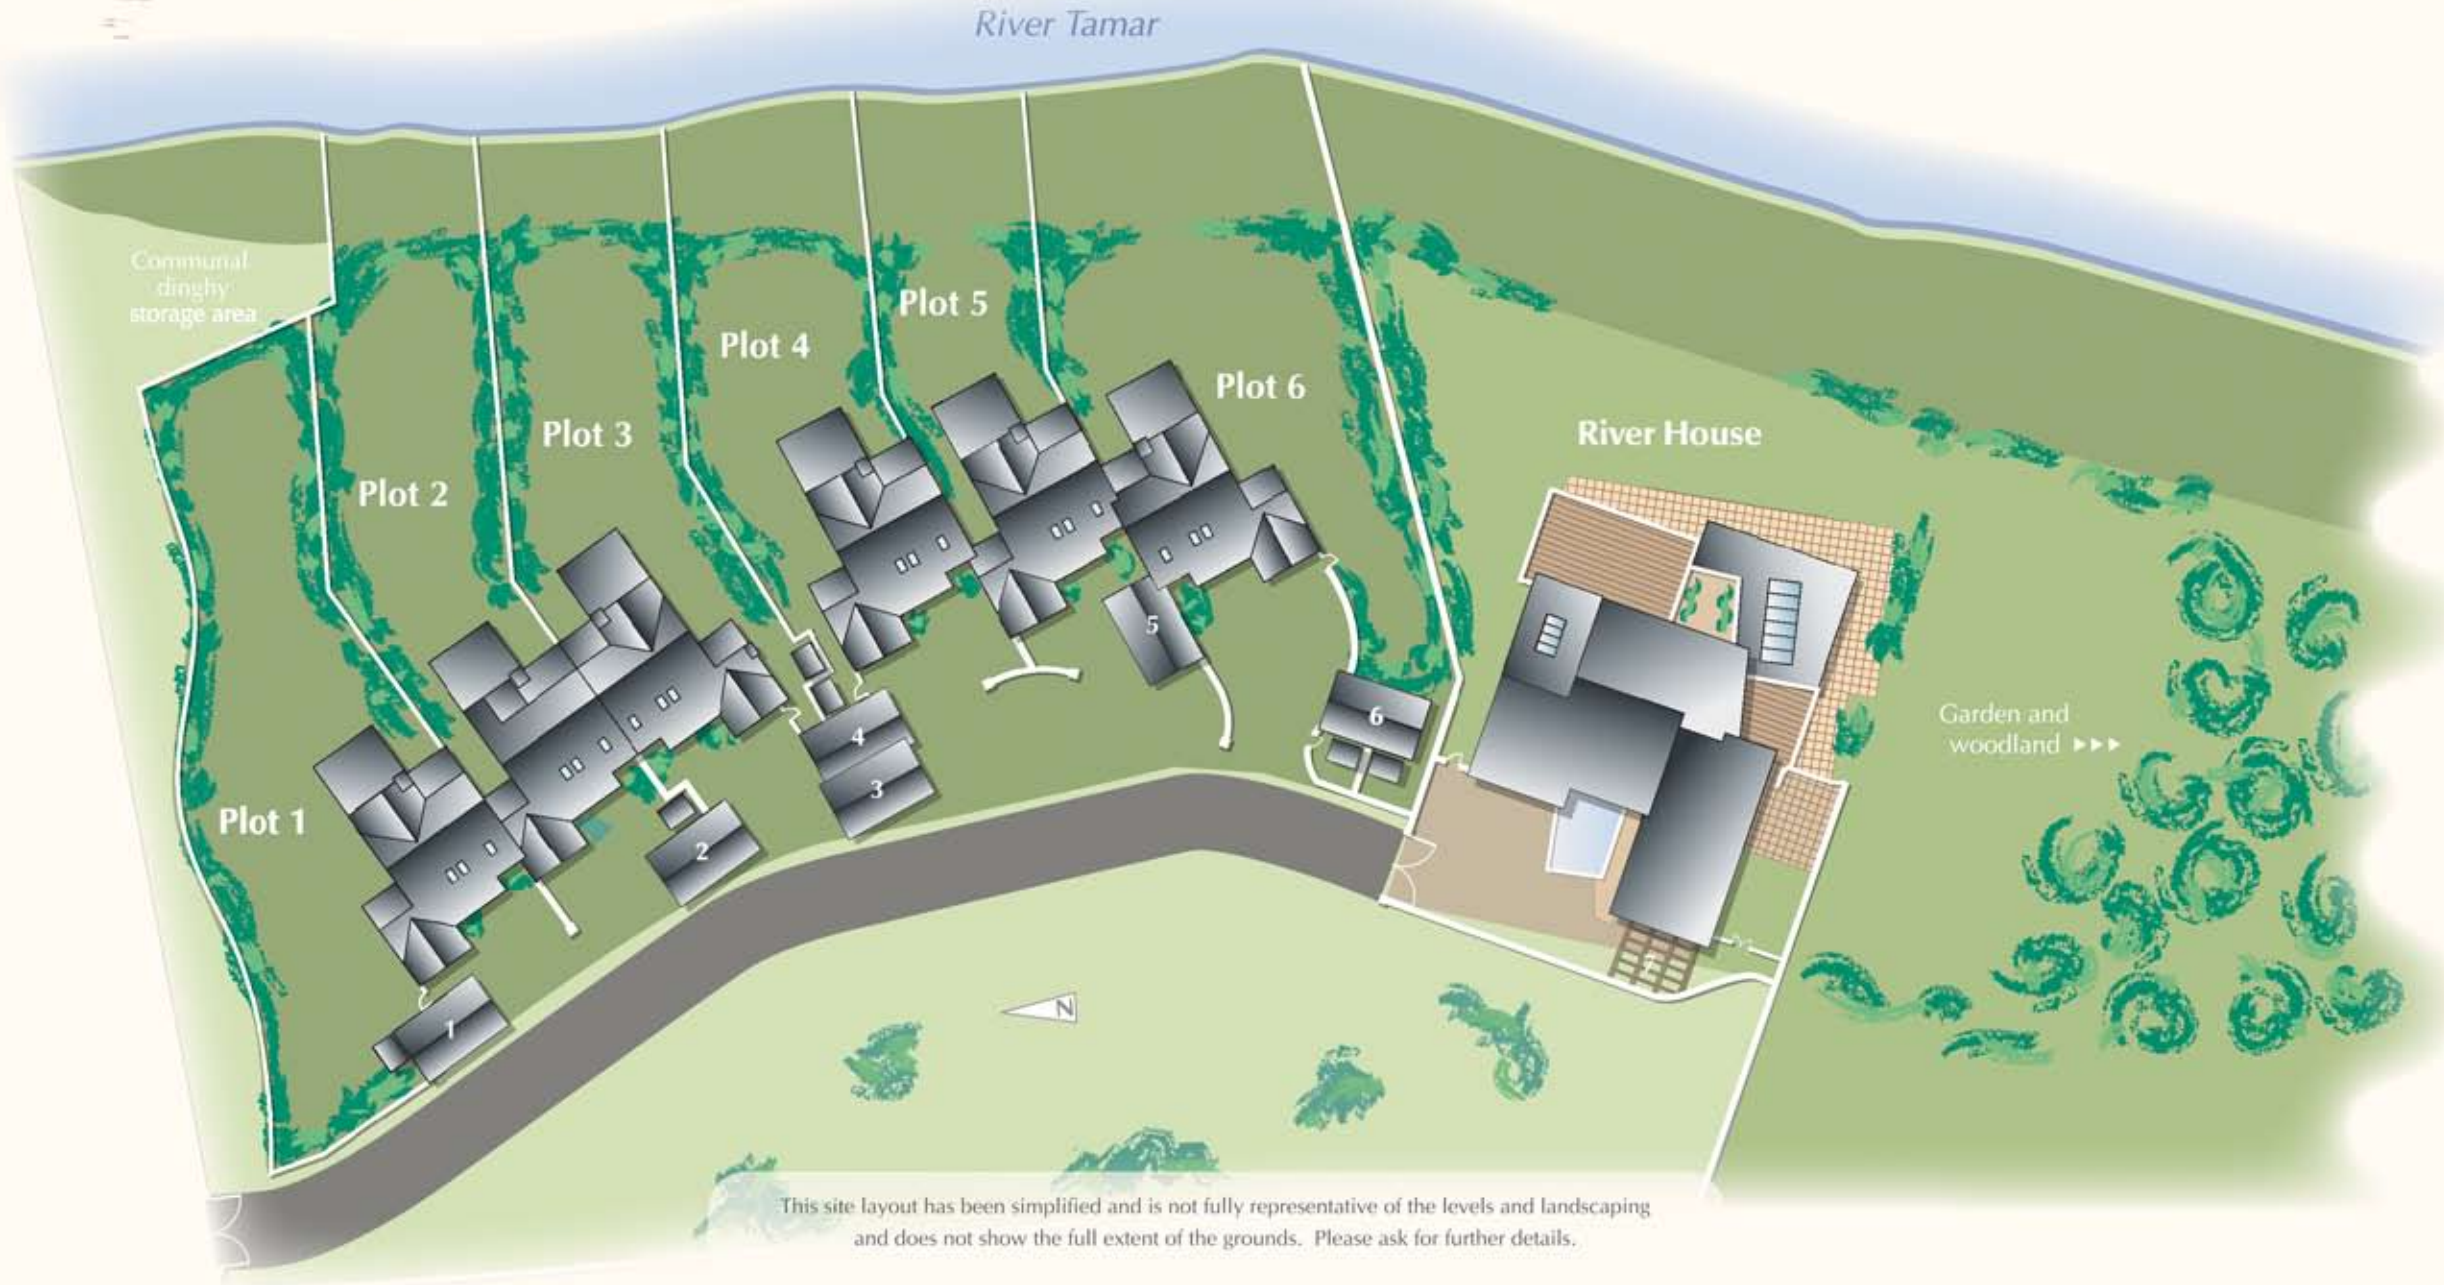 River Tamar
Communal
dinghy
storage area
Plot 5
Plot 4
Plot 6
Plot 3
River House
Plot 2
Plot 1
5
6
4
3
2
1
Garden and
woodland ▶▶▶
N
7
This site layout has been simplified and is not fully representative of the levels and landscaping
and does not show the full extent of the grounds. Please ask for further details.